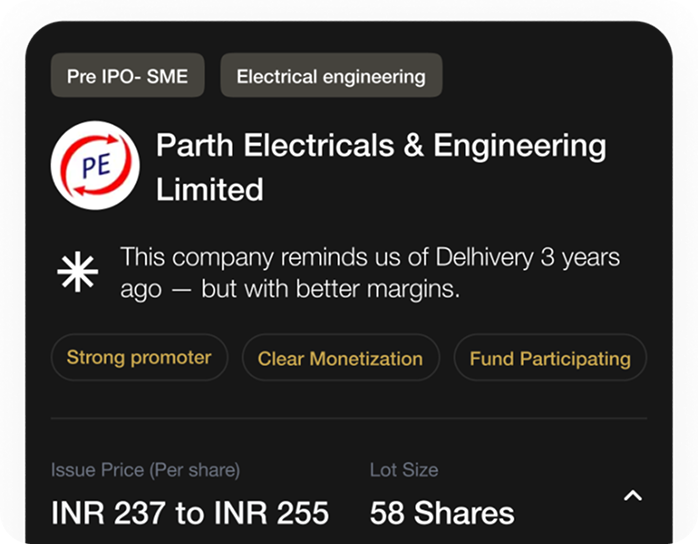 Pre IPO- SME
Electrical engineering
PE
Parth Electricals & Engineering
Limited
This company reminds us of Delhivery 3 years
ago — but with better margins.
Strong promoter
Clear Monetization
Fund Participating
Issue Price (Per share)
Lot Size
INR 237 to INR 255
58 Shares